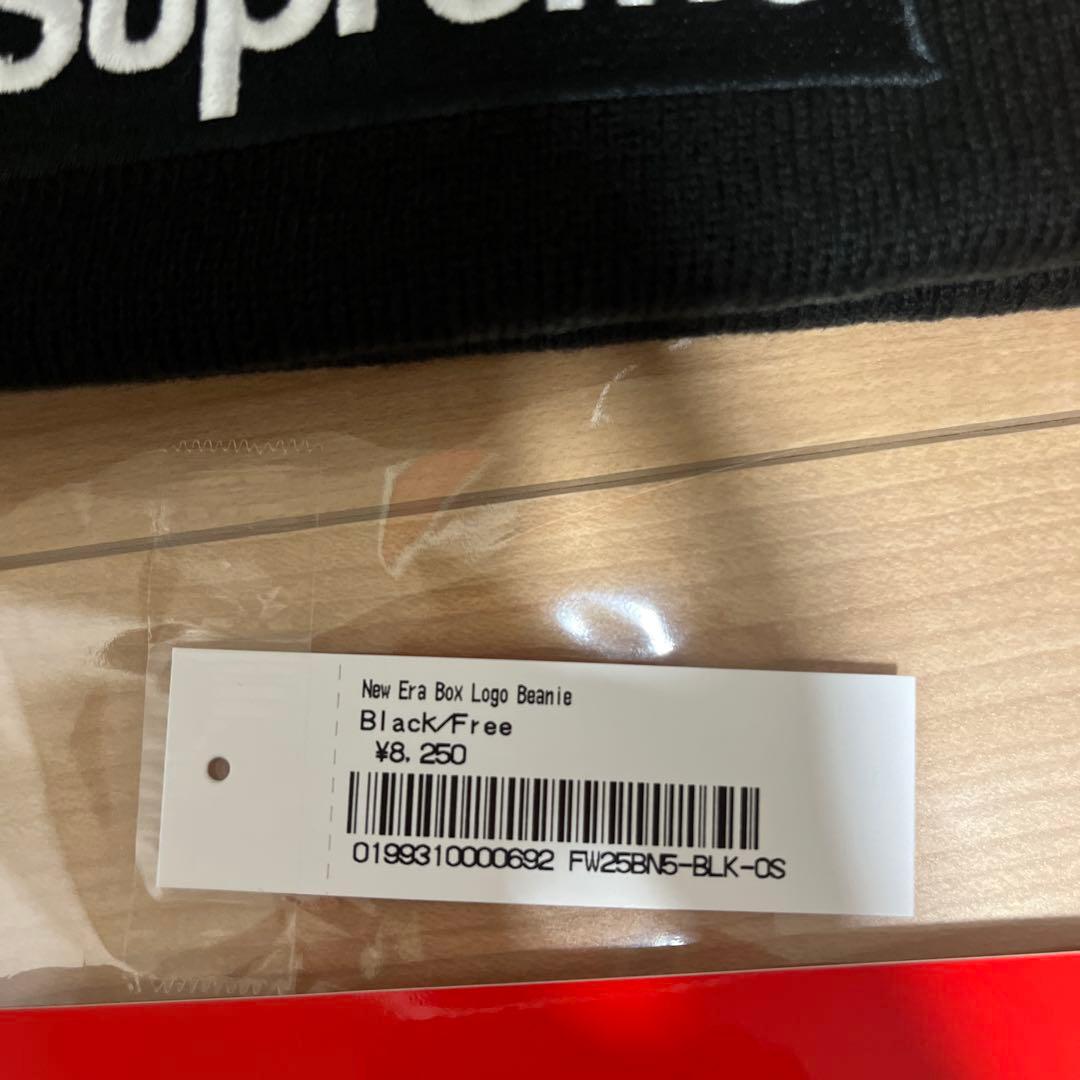 Supreme
New Era Box Logo Beanie
Black/Free
¥8,250
0199310000692 FW25BN5-BLK-OS